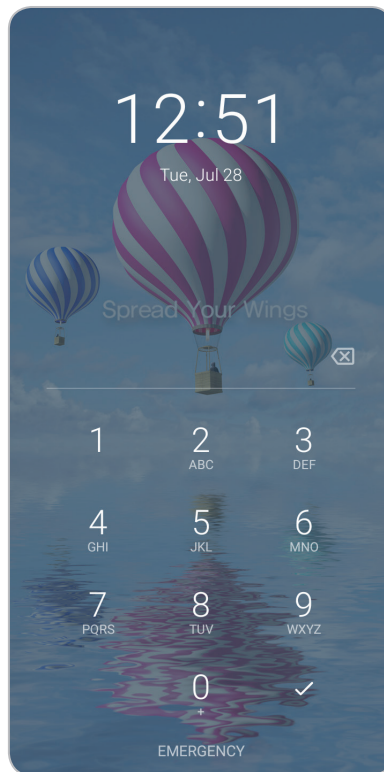 12:51
Tue, Jul 28
Spread Your Wings
1 2 3
ABC DEF
4 5 6
GHI JKL MNO
7 8 9
PQRS TUV WXYZ
0
+
EMERGENCY